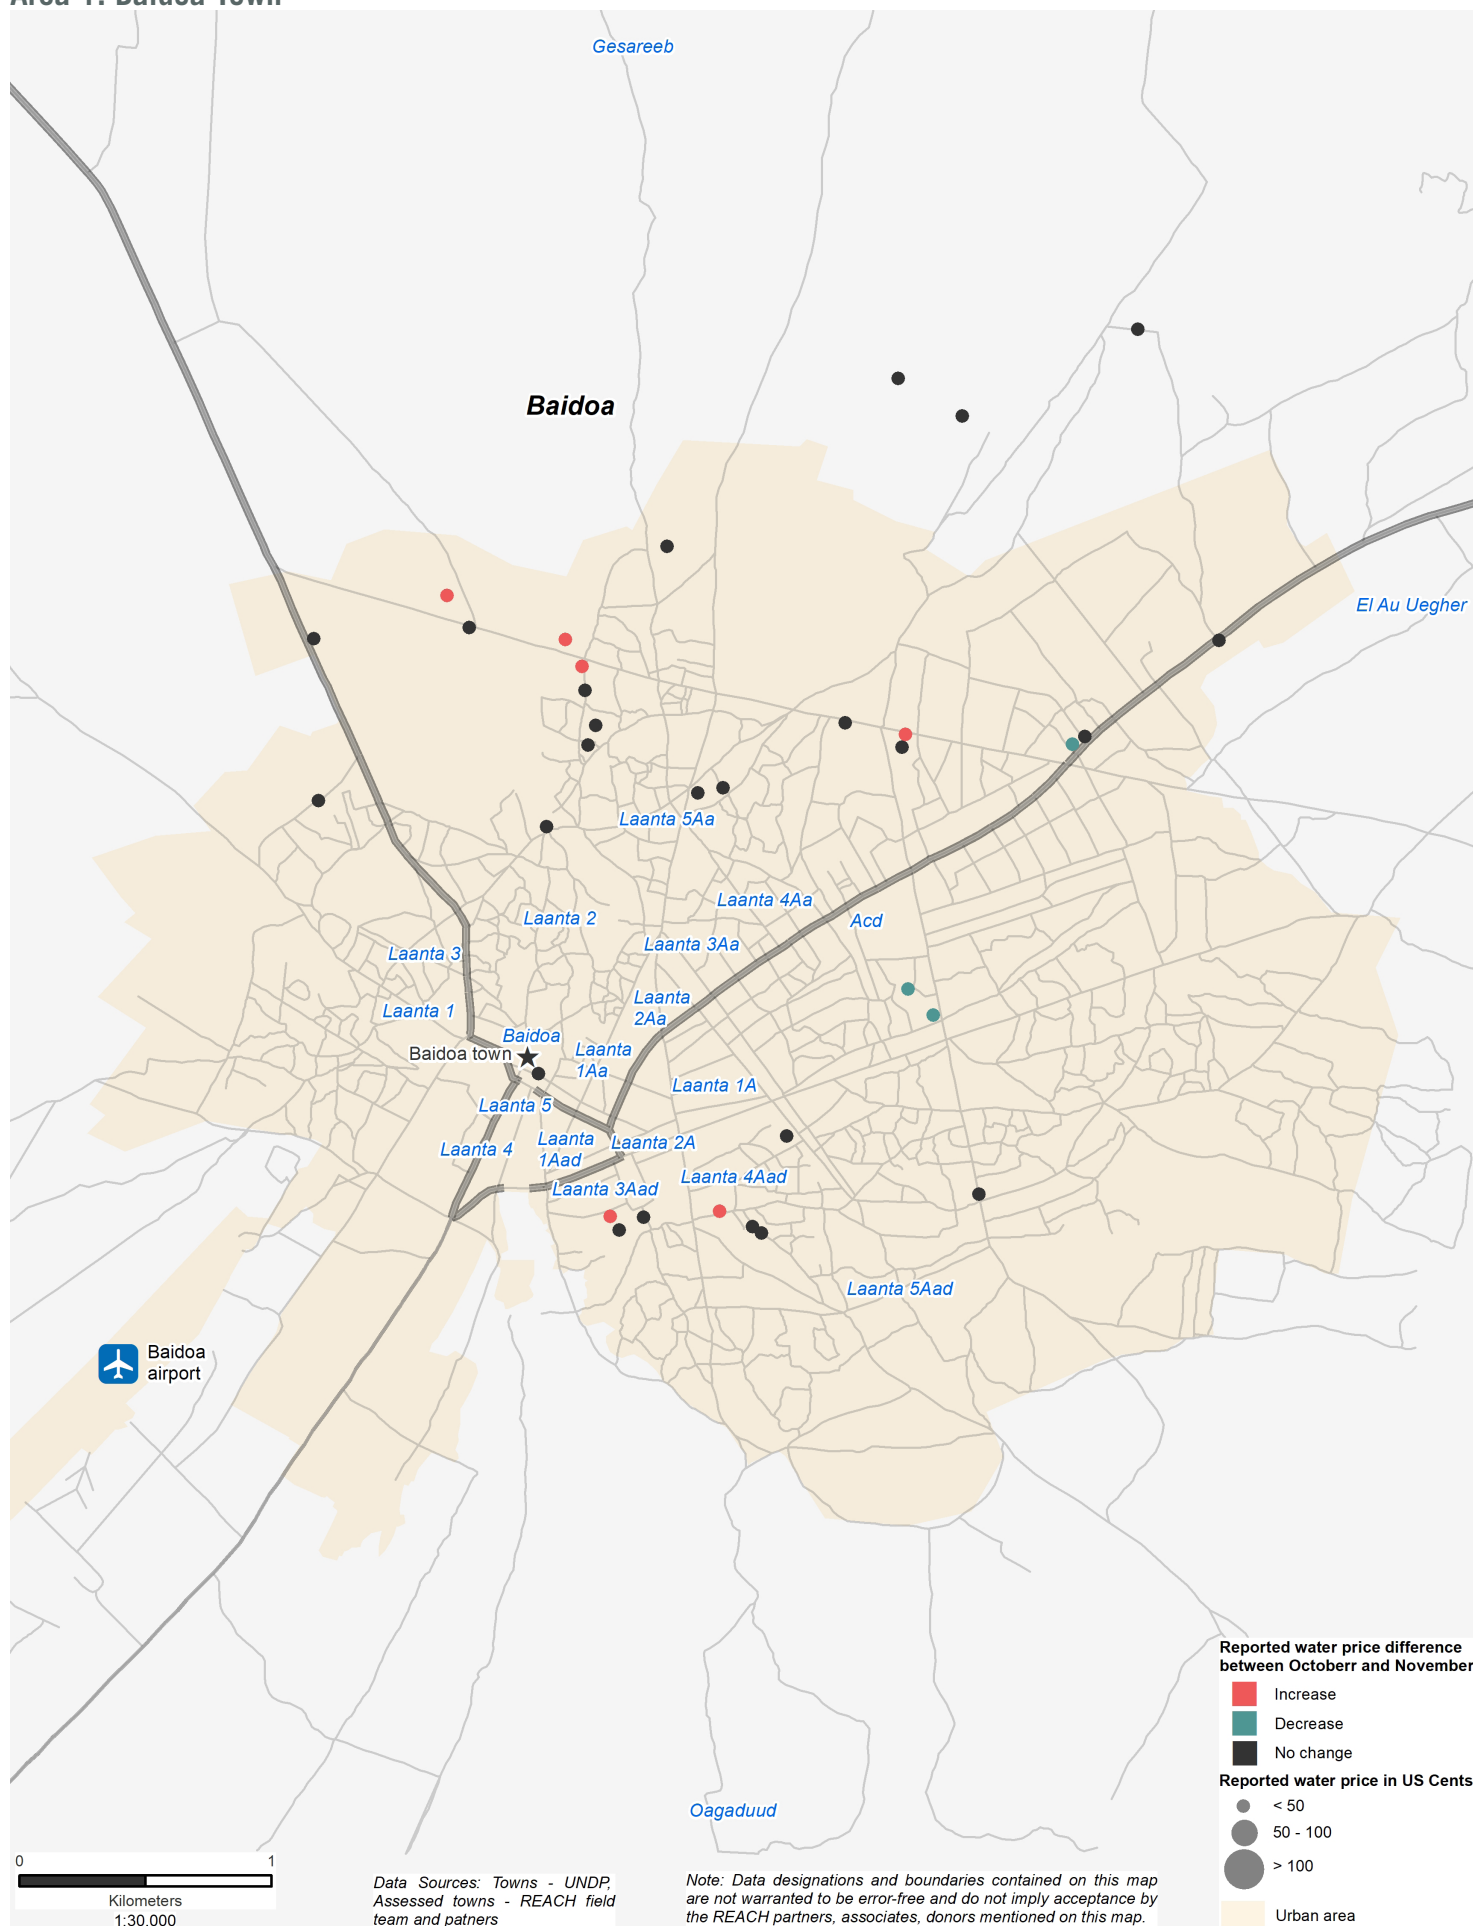 Area 1: Baidoa Town
Gesareeb
Baidoa
El Au Uegher
Laanta 5Aa
Laanta 4Aa
Laanta 2
Acd
Laanta 3Aa
Laanta 3
Laanta
2Aa
Laanta 1
Baidoa
Baidoa town
Laanta
1Aa
Laanta 1A
Laanta 5
Laanta
1Aad
Laanta 2A
Laanta 4
Laanta 4Aad
Laanta 3Aad
Laanta 5Aad
Baidoa
airport
Oagaduud
Reported water price difference
between Octoberr and November
Increase
Decrease
No change
Reported water price in US Cents
< 50
50 - 100
> 100
Urban area
0 1
Kilometers
1:30,000
Data Sources: Towns - UNDP,
Assessed towns - REACH field
team and patners
Note: Data designations and boundaries contained on this map
are not warranted to be error-free and do not imply acceptance by
the REACH partners, associates, donors mentioned on this map.